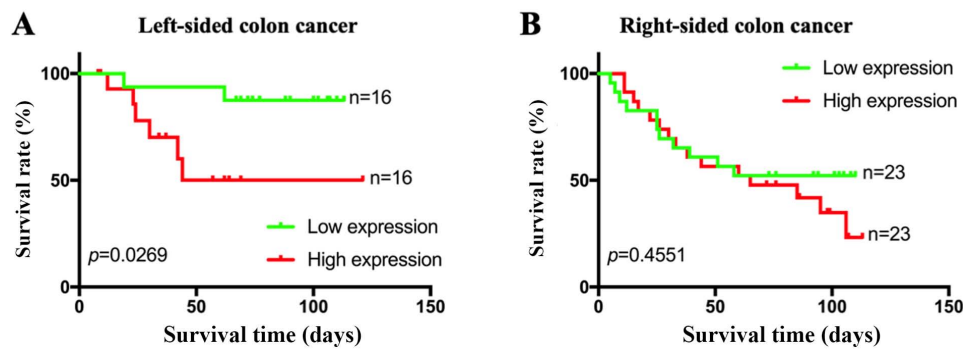 A
Left-sided colon cancer
Survival rate (%)
100
50
0
n=16
n=16
Low expression
High expression
p=0.0269
0
50
100
150
Survival time (days)
B
Right-sided colon cancer
Survival rate (%)
100
50
0
Low expression
High expression
n=23
n=23
p=0.4551
0
50
100
150
Survival time (days)